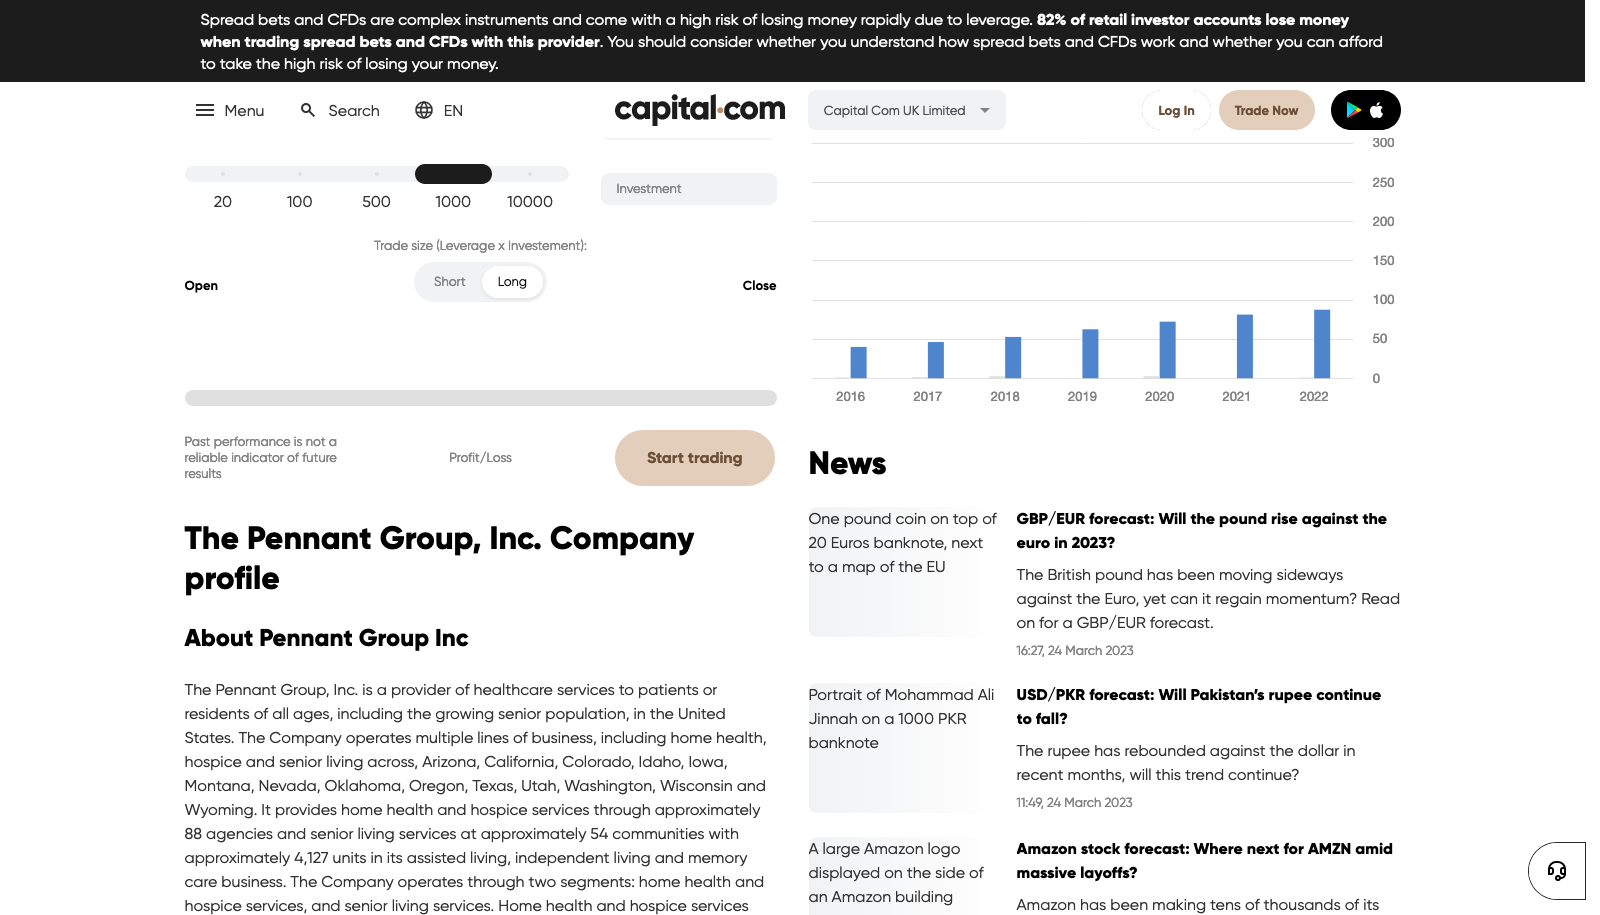 Spread bets and CFDs are complex instruments and come with a high risk of losing money rapidly due to leverage. 82% of retail investor accounts lose money
when trading spread bets and CFDs with this provider. You should consider whether you understand how spread bets and CFDs work and whether you can afford
to take the high risk of losing your money.
Menu
Search
EN
capital.com
Capital Com UK Limited
Log In
Trade Now
20
100
500
1000
10000
Investment
Trade size (Leverage x Investement):
Open
Short
Long
Close
Past performance is not a
reliable indicator of future
results
Profit/Loss
Start trading
The Pennant Group, Inc. Company
profile
About Pennant Group Inc
The Pennant Group, Inc. is a provider of healthcare services to patients or
residents of all ages, including the growing senior population, in the United
States. The Company operates multiple lines of business, including home health,
hospice and senior living across, Arizona, California, Colorado, Idaho, Iowa,
Montana, Nevada, Oklahoma, Oregon, Texas, Utah, Washington, Wisconsin and
Wyoming. It provides home health and hospice services through approximately
88 agencies and senior living services at approximately 54 communities with
approximately 4,127 units in its assisted living, independent living and memory
care business. The Company operates through two segments: home health and
hospice services, and senior living services. Home health and hospice services
300
250
200
150
100
50
0
2016
2017
2018
2019
2020
2021
2022
News
One pound coin on top of
20 Euros banknote, next
to a map of the EU
GBP/EUR forecast: Will the pound rise against the
euro in 2023?
The British pound has been moving sideways
against the Euro, yet can it regain momentum? Read
on for a GBP/EUR forecast.
16:27, 24 March 2023
Portrait of Mohammad Ali
Jinnah on a 1000 PKR
banknote
USD/PKR forecast: Will Pakistan’s rupee continue
to fall?
The rupee has rebounded against the dollar in
recent months, will this trend continue?
11:49, 24 March 2023
A large Amazon logo
displayed on the side of
an Amazon building
Amazon stock forecast: Where next for AMZN amid
massive layoffs?
Amazon has been making tens of thousands of its